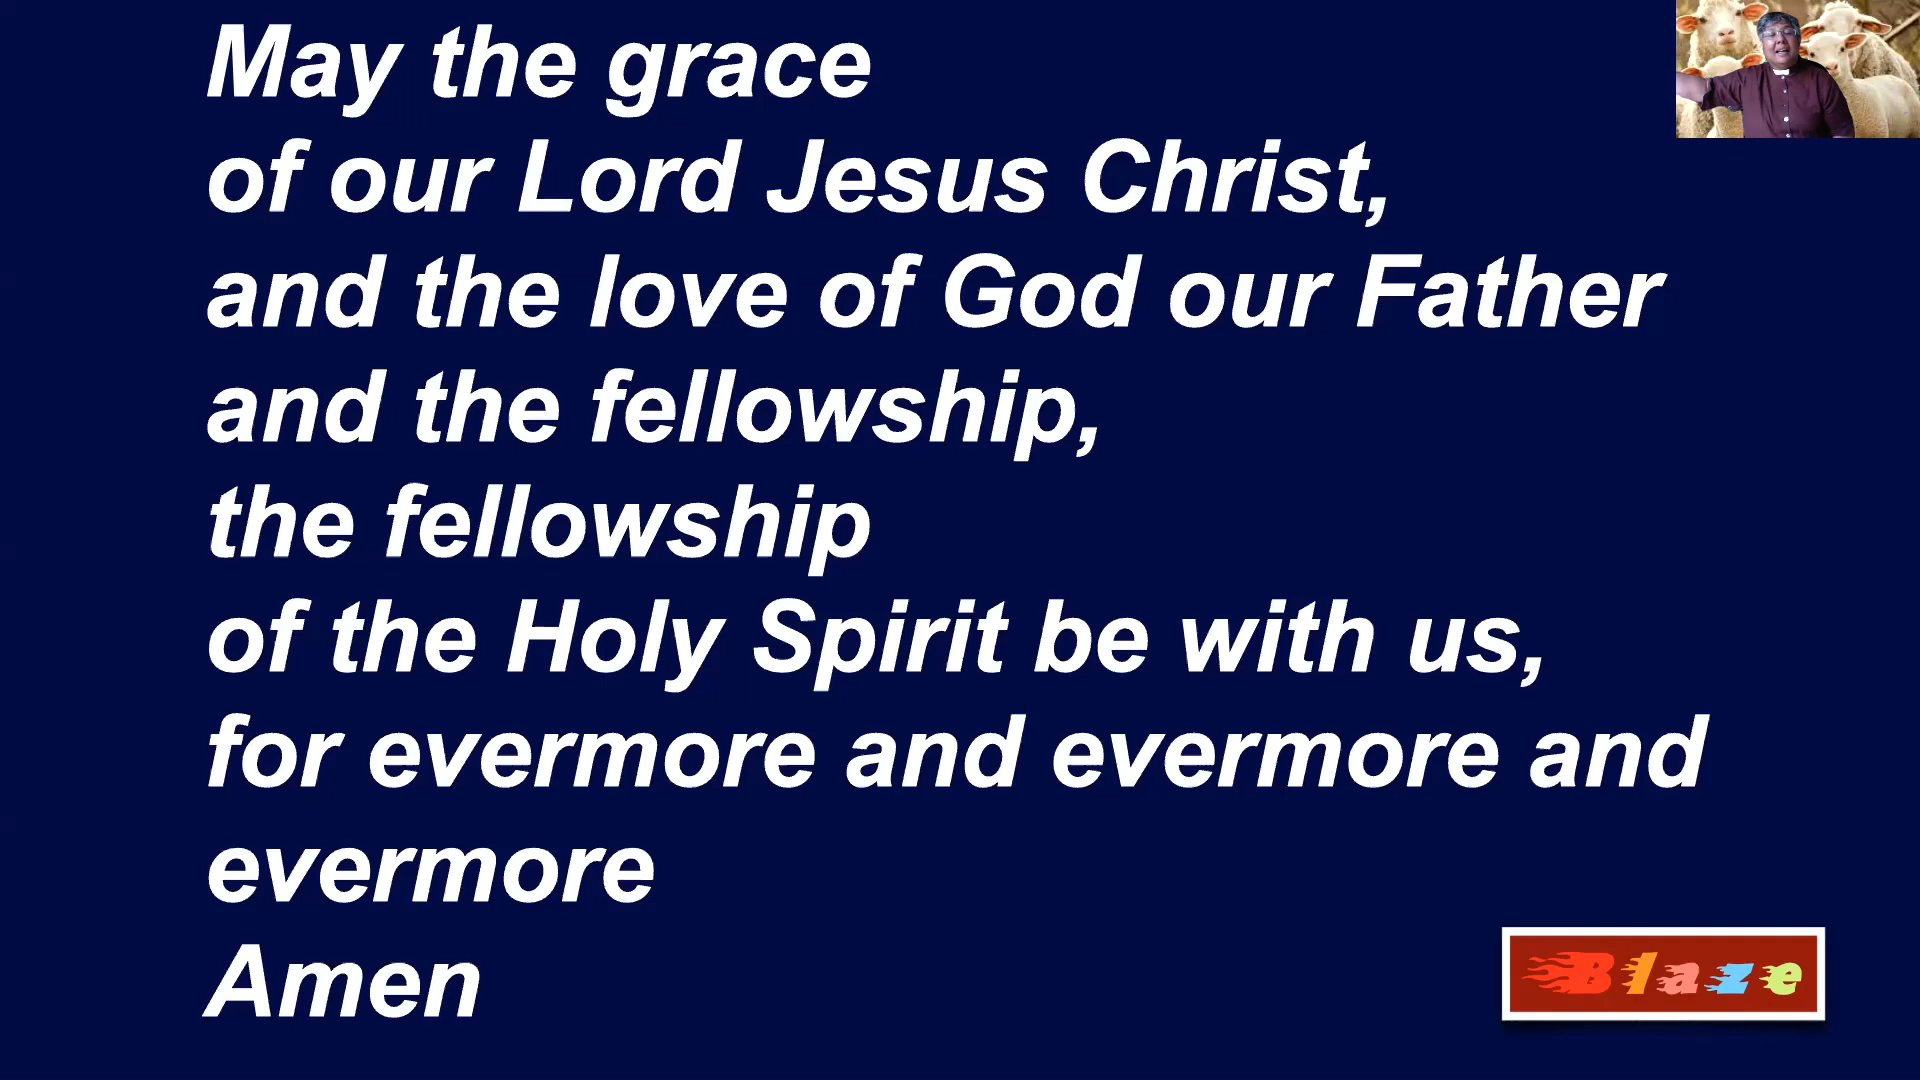 May the grace
of our Lord Jesus Christ,
and the love of God our Father
and the fellowship,
the fellowship
of the Holy Spirit be with us,
for evermore and evermore and
evermore
Amen
Blaze